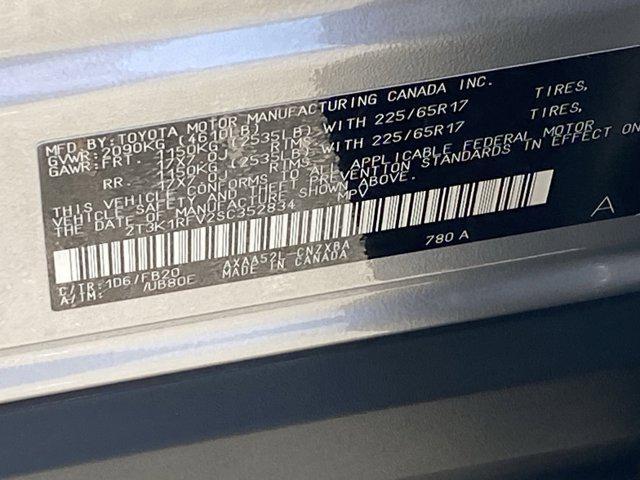 MFD.BY:TOYOTA MOTOR MANUFACTURING CANADA INC.
GVWR:2090KG (4610LB)
GAWR:FRT. 1150KG (2535LB) WITH 225/65R17 TIRES,
17X7.0J RIMS
RR. 1150KG (2535LB) WITH 225/65R17 TIRES,
17X7.0J RIMS
THIS VEHICLE CONFORMS TO ALL APPLICABLE FEDERAL MOTOR
VEHICLE SAFETY AND THEFT PREVENTION STANDARDS IN EFFECT ON
THE DATE OF MANUFACTURE SHOWN ABOVE.
2T3K1RFV2SC352834 MPV
C/TR:1D6/FB20 AXAA52L-CNZXBA 780 A
A/TM: /UB80E MADE IN CANADA
A